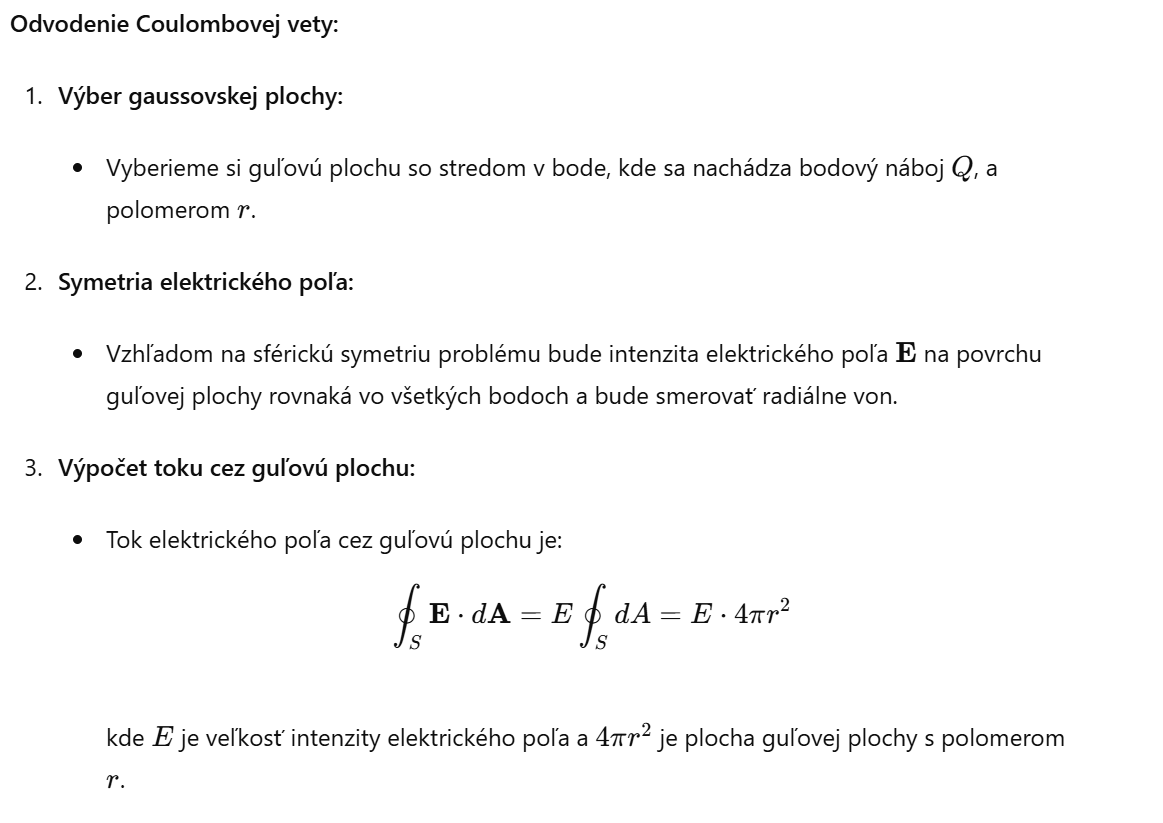 Odvodenie Coulombovej vety:
1. Výber gaussovskej plochy:
• Vyberieme si guľovú plochu so stredom v bode, kde sa nachádza bodový náboj Q, a
polomerom r.
2. Symetria elektrického poľa:
• Vzhľadom na sférickú symetriu problému bude intenzita elektrického poľa E na povrchu
guľovej plochy rovnaká vo všetkých bodoch a bude smerovať radiálne von.
3. Výpočet toku cez guľovú plochu:
• Tok elektrického poľa cez guľovú plochu je:
∮_S E · dA = E ∮_S dA = E · 4πr²
kde E je veľkosť intenzity elektrického poľa a 4πr² je plocha guľovej plochy s polomerom
r.